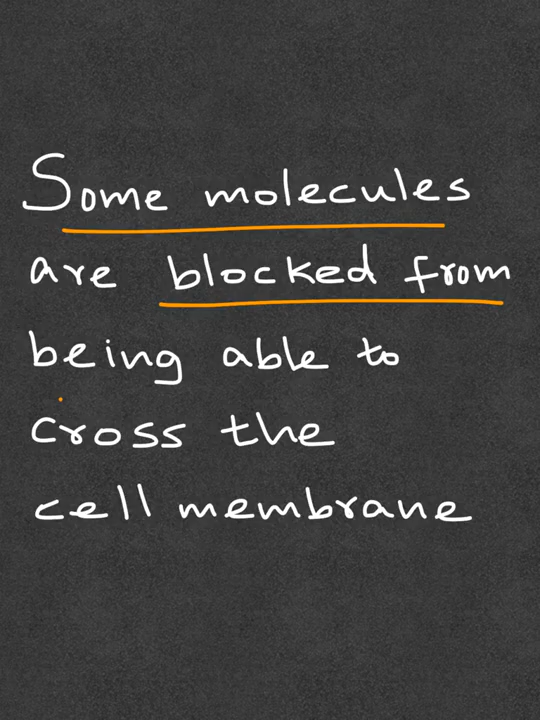 Some molecules
are blocked from
being able to
cross the
cell membrane